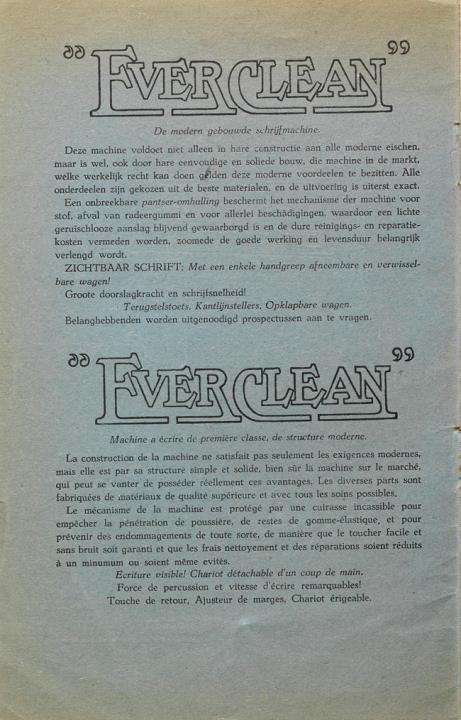 „EVERCLEAN”
De modern gebouwde schrijfmachine.
Deze machine voldoet niet alleen in hare constructie aan alle moderne eischen,
maar is wel, ook door hare eenvoudige en soliede bouw, die machine in de markt,
welke werkelijk recht kan doen gelden deze moderne voordeelen te bezitten. Alle
onderdeelen zijn gekozen uit de beste materialen, en de uitvoering is uiterst exact.
Een onbreekbare pantser-omhulling beschermt het mechanisme der machine voor
stof, afval van radeergummi en voor allerlei beschädigingen, waardoor een lichte
geruischlooze aanslag blijvend gewaarborgd is en de dure reinigings- en reparatie-
kosten vermeden worden, zoomede de goede werking en levensduur belangrijk
verlengd wordt.
ZICHTBAAR SCHRIFT; Met een enkele handgreep afneembare en verwissel-
bare wagen!
Groote doorslagkracht en schrijfsnelheid!
Terugstelstoets, Kantlijnstellers, Opklapbare wagen.
Belanghebbenden worden uitgenoodigd prospectussen aan te vragen.
„EVERCLEAN”
Machine a écrire de première classe, de structure moderne.
La construction de la machine ne satisfait pas seulement les exigences modernes,
mais elle est par sa structure simple et solide, bien sûr la machine sur le marché,
qui peut se vanter de posséder réellement ces avantages. Les diverses parts sont
fabriquées de matériaux de qualité supérieure et avec tous les soins possibles.
Le mécanisme de la machine est protégé par une cuirasse incassible pour
empêcher la pénétration de poussière, de restes de gomme-élastique, et pour
prévenir des endommagements de toute sorte, de manière que le toucher facile et
sans bruit soit garanti et que les frais nettoyement et des réparations soient réduits
à un minumum ou soient même evités.
Ecriture visible! Chariot détachable d'un coup de main.
Force de percussion et vitesse d'écrire remarquables!
Touche de retour, Ajusteur de marges, Chariot érigeable.